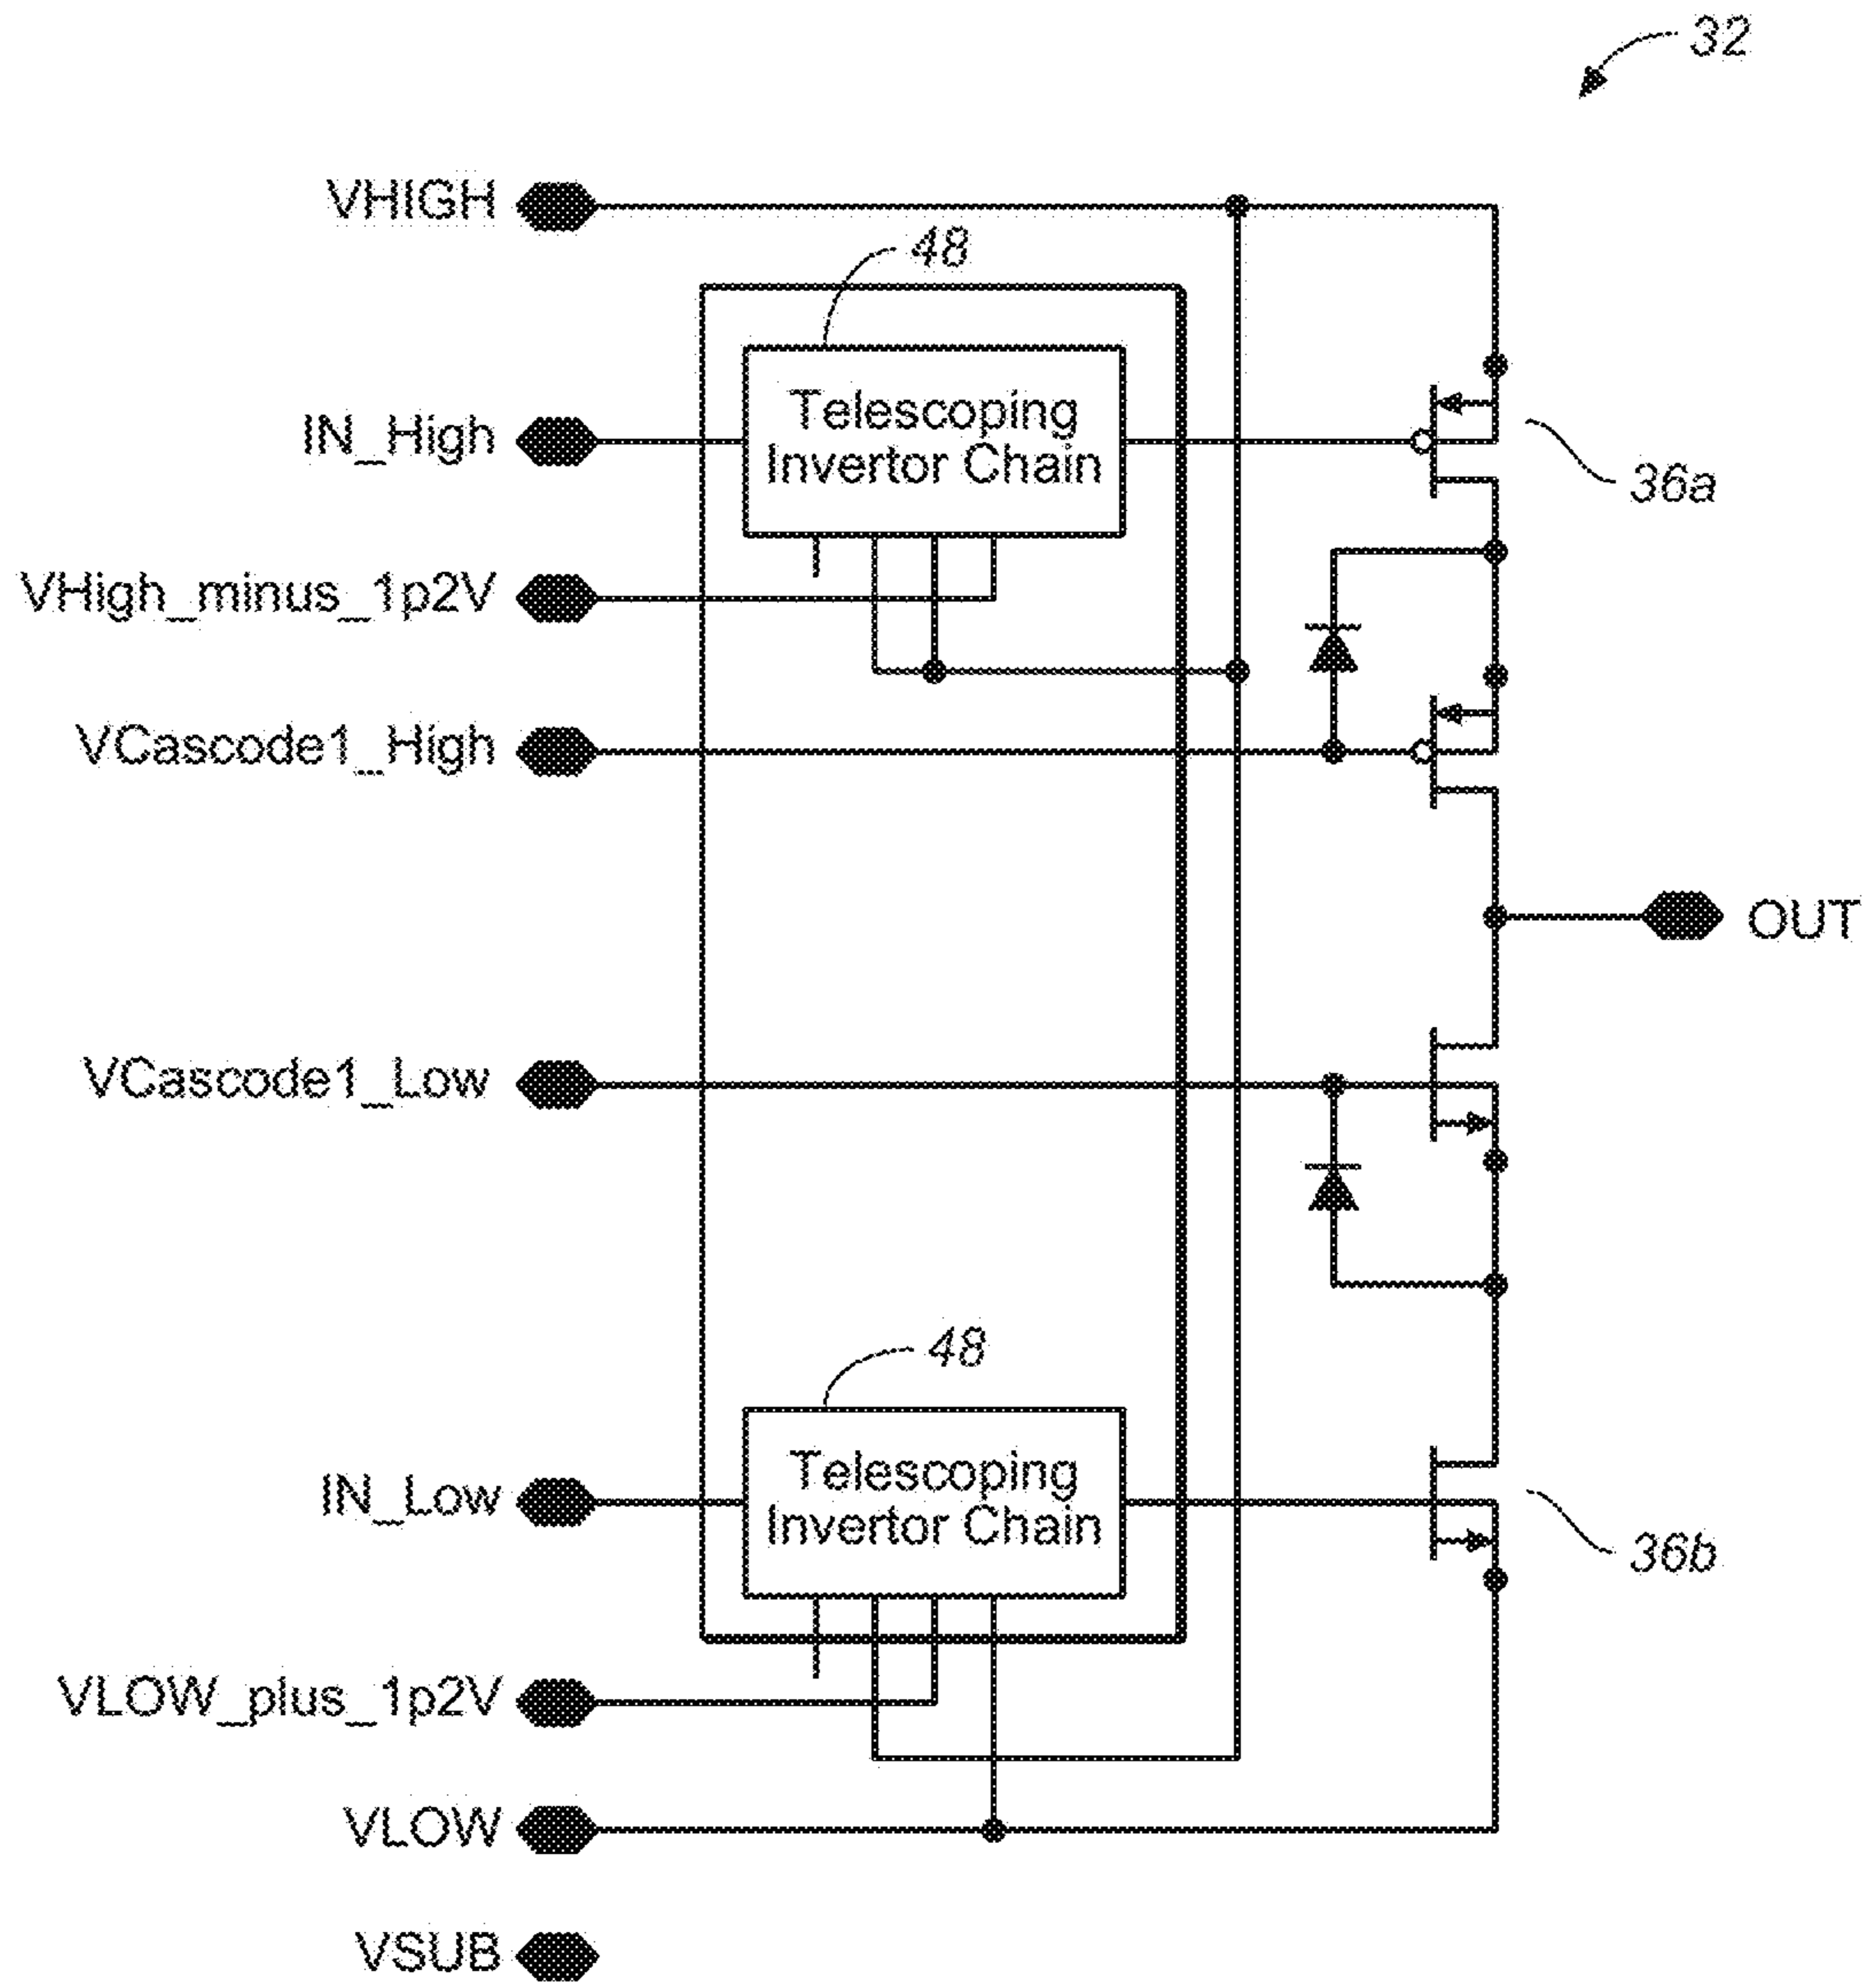 32
VHIGH
48
IN_High
Telescoping
Invertor Chain
36a
VHigh_minus_1p2V
VCascode1_High
OUT
VCascode1_Low
48
IN_Low
Telescoping
Invertor Chain
36b
VLOW_plus_1p2V
VLOW
VSUB